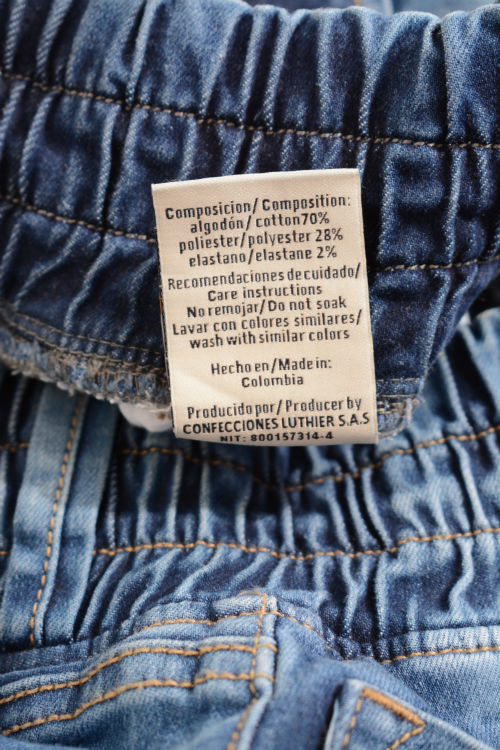 Composicion/ Composition:
algodón/ cotton70%
poliester/polyester 28%
elastano/elastane 2%
Recomendaciones de cuidado/
Care instructions
No remojar/Do not soak
Lavar con colores similares/
wash with similar colors
Hecho en/Made in:
Colombia
Producido por/ Producer by
CONFECCIONES LUTHIER S.A.S
NIT: 800157314-4